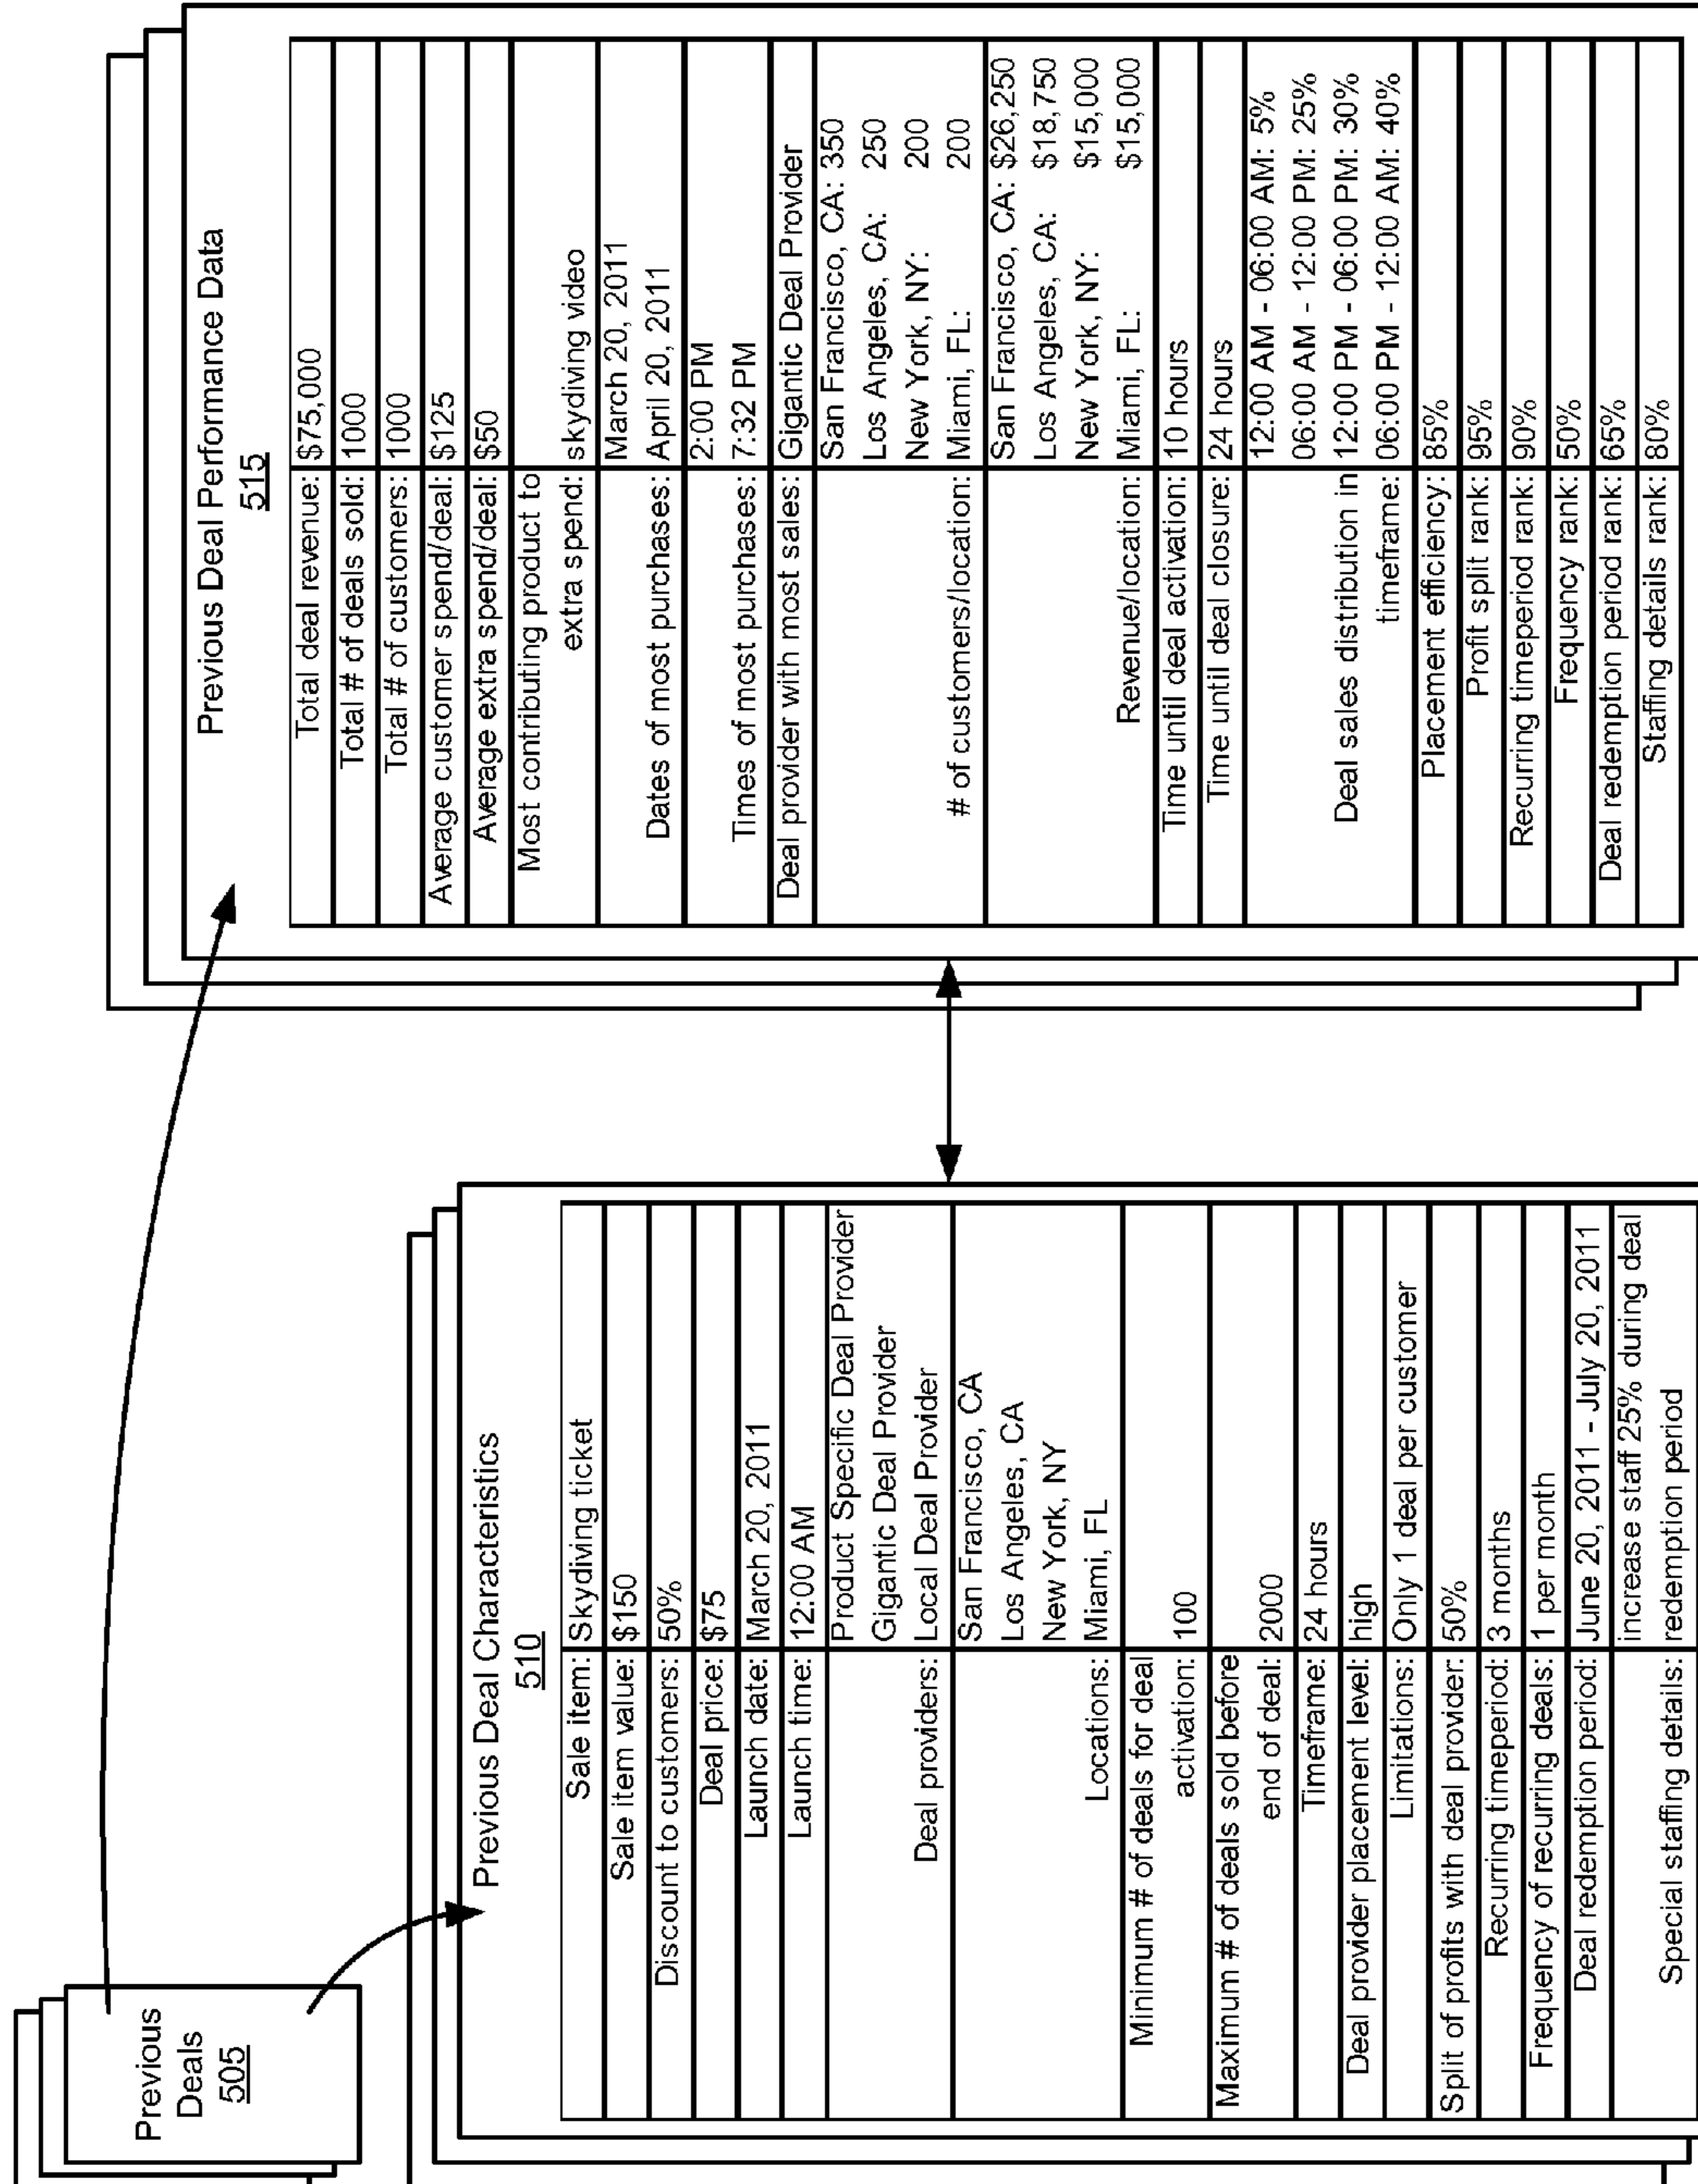 Previous
Deals
505
Previous Deal Characteristics
510
Sale item: Skydiving ticket
Sale item value: $150
Discount to customers: 50%
Deal price: $75
Launch date: March 20, 2011
Launch time: 12:00 AM
Product Specific Deal Provider
Gigantic Deal Provider
Deal providers: Local Deal Provider
San Francisco, CA
Los Angeles, CA
New York, NY
Locations: Miami, FL
Minimum # of deals for deal
activation: 100
Maximum # of deals sold before
end of deal: 2000
Timeframe: 24 hours
Deal provider placement level: high
Limitations: Only 1 deal per customer
Split of profits with deal provider: 50%
Recurring timeperiod: 3 months
Frequency of recurring deals: 1 per month
Deal redemption period: June 20, 2011 - July 20, 2011
increase staff 25% during deal
Special staffing details: redemption period
Previous Deal Performance Data
515
Total deal revenue: $75,000
Total # of deals sold: 1000
Total # of customers: 1000
Average customer spend/deal: $125
Average extra spend/deal: $50
Most contributing product to
extra spend: skydiving video
March 20, 2011
Dates of most purchases: April 20, 2011
2:00 PM
Times of most purchases: 7:32 PM
Deal provider with most sales: Gigantic Deal Provider
San Francisco, CA: 350
Los Angeles, CA: 250
New York, NY: 200
# of customers/location: Miami, FL: 200
San Francisco, CA: $26,250
Los Angeles, CA: $18,750
New York, NY: $15,000
Revenue/location: Miami, FL: $15,000
Time until deal activation: 10 hours
Time until deal closure: 24 hours
12:00 AM - 06:00 AM: 5%
06:00 AM - 12:00 PM: 25%
Deal sales distribution in 12:00 PM - 06:00 PM: 30%
timeframe: 06:00 PM - 12:00 AM: 40%
Placement efficiency: 85%
Profit split rank: 95%
Recurring timeperiod rank: 90%
Frequency rank: 50%
Deal redemption period rank: 65%
Staffing details rank: 80%